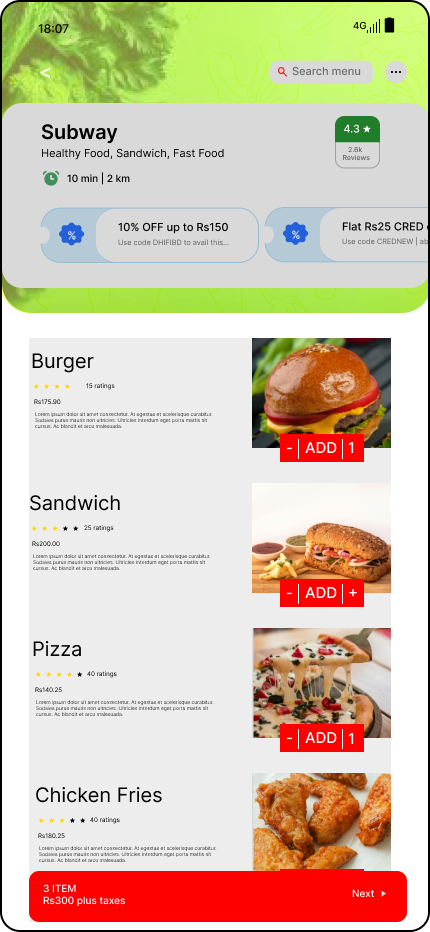 18:07
4G
<
Search menu
Subway
4.3 ★
Healthy Food, Sandwich, Fast Food
2.6k
Reviews
10 min | 2 km
% 10% OFF up to Rs150
Use code DHIFIBD to avail this...
% Flat Rs25 CRED
Use code CREDNEW | ab
Burger
15 ratings
Rs175.90
Lorem ipsum dolor sit amet consectetur. At egestas et scelerisque curabitur.
Sodales purus mauris non ultricies. Ultricies interdum eget porta mattis sit
cursus. Ac blandit et arcu malesuada.
- | ADD | 1
Sandwich
25 ratings
Rs200.00
Lorem ipsum dolor sit amet consectetur. At egestas et scelerisque curabitur.
Sodales purus mauris non ultricies. Ultricies interdum eget porta mattis sit
cursus. Ac blandit et arcu malesuada.
- | ADD | +
Pizza
40 ratings
Rs140.25
Lorem ipsum dolor sit amet consectetur. At egestas et scelerisque curabitur.
Sodales purus mauris non ultricies. Ultricies interdum eget porta mattis sit
cursus. Ac blandit et arcu malesuada.
- | ADD | 1
Chicken Fries
40 ratings
Rs180.25
Lorem ipsum dolor sit amet consectetur. At egestas et scelerisque curabitur.
Sodales purus mauris non ultricies. Ultricies interdum eget porta mattis sit
cursus. Ac blandit et arcu malesuada.
3 ITEM
Rs300 plus taxes
Next